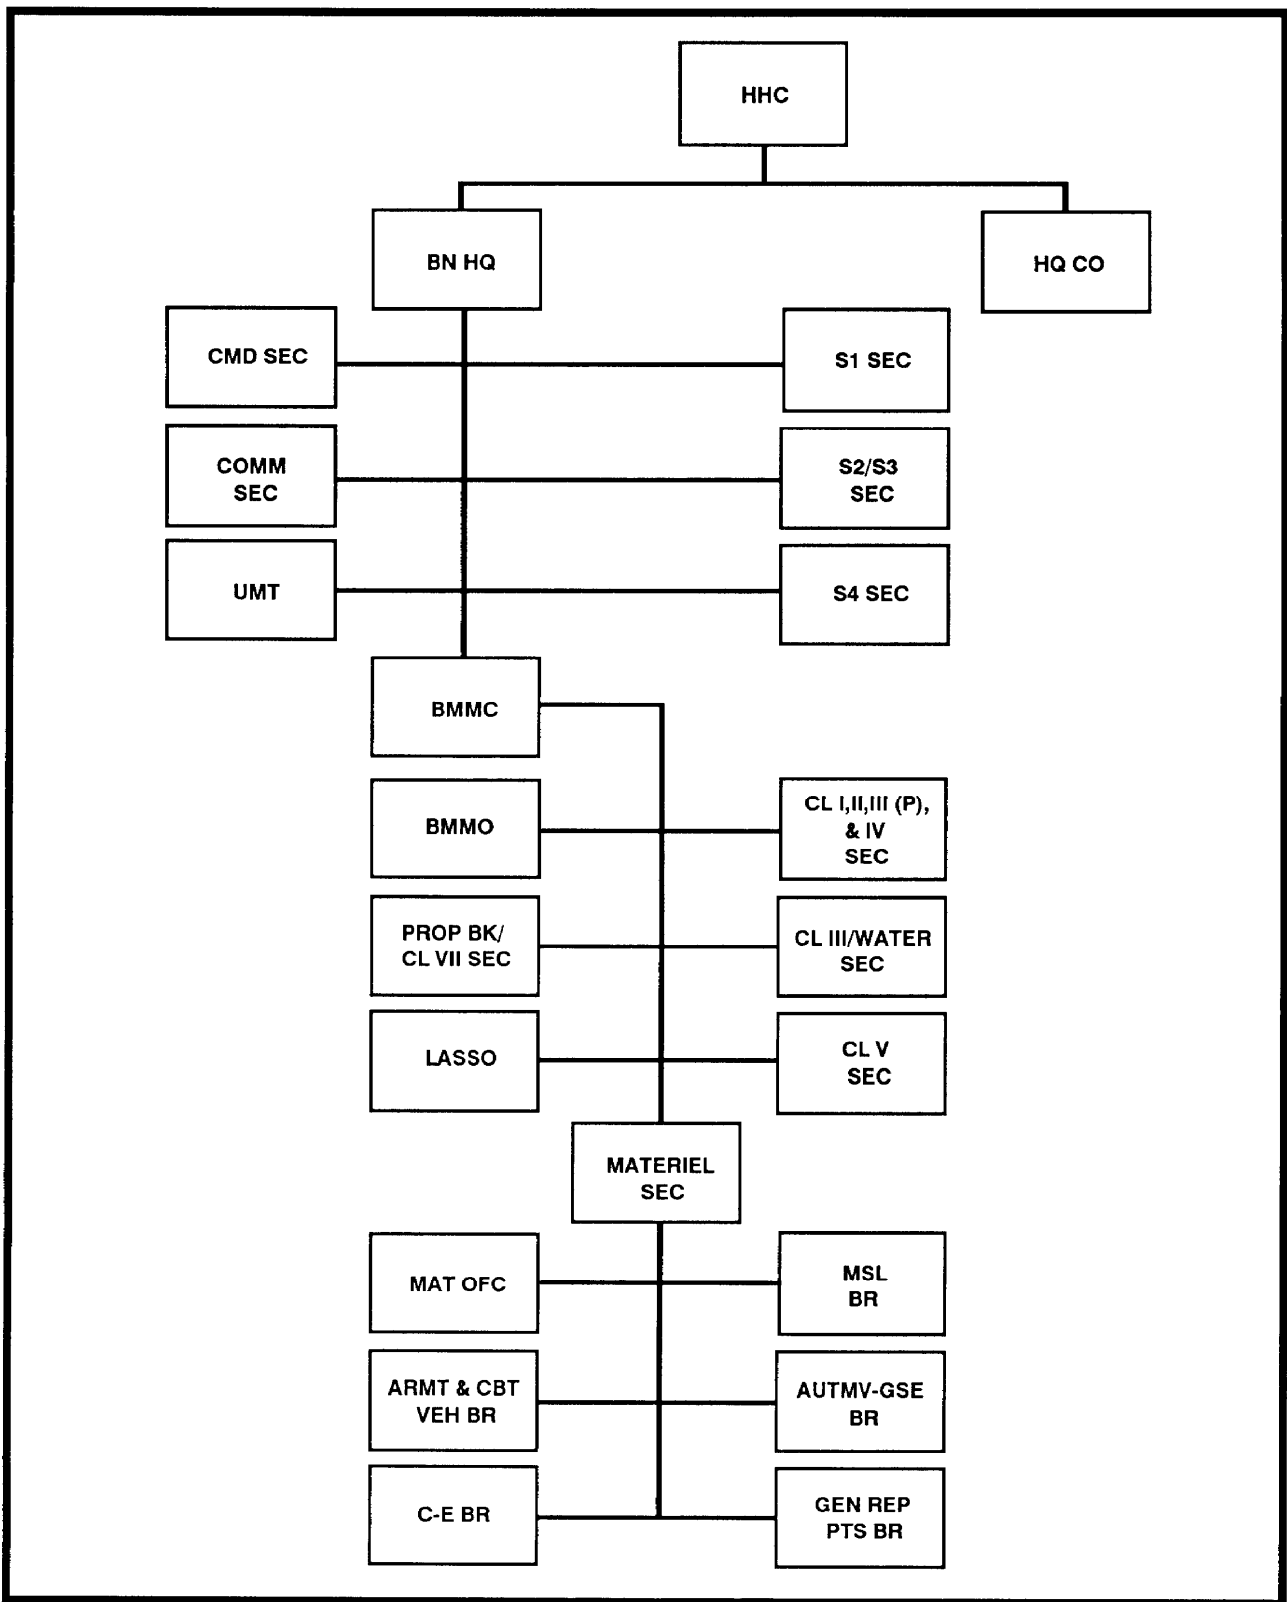 HHC
BN HQ
HQ CO
CMD SEC
S1 SEC
COMM
SEC
S2/S3
SEC
UMT
S4 SEC
BMMC
BMMO
CL I,II,III (P),
& IV
SEC
PROP BK/
CL VII SEC
CL III/WATER
SEC
LASSO
CL V
SEC
MATERIEL
SEC
MAT OFC
MSL
BR
ARMT & CBT
VEH BR
AUTMV-GSE
BR
C-E BR
GEN REP
PTS BR